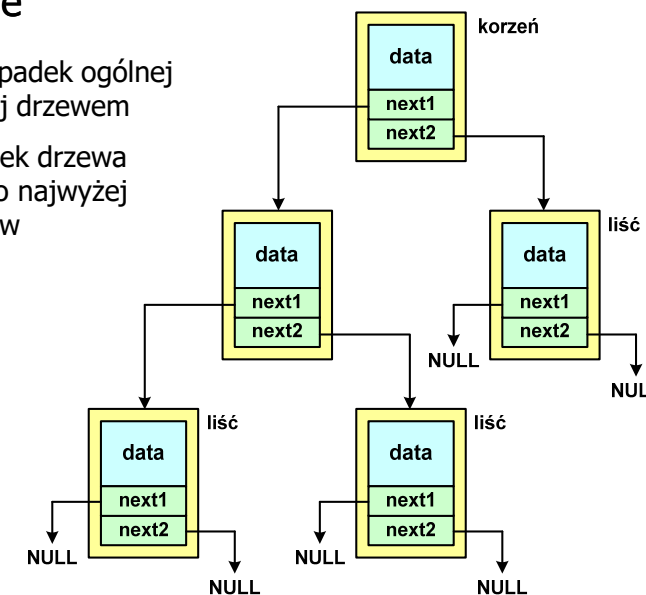 e
padek ogólnej
j drzewem
ek drzewa
o najwyżej
w
korzeń
data
next1
next2
data
next1
next2
liść
data
next1
next2
NULL
NUL
liść
data
next1
next2
NULL
NULL
liść
data
next1
next2
NULL
NULL